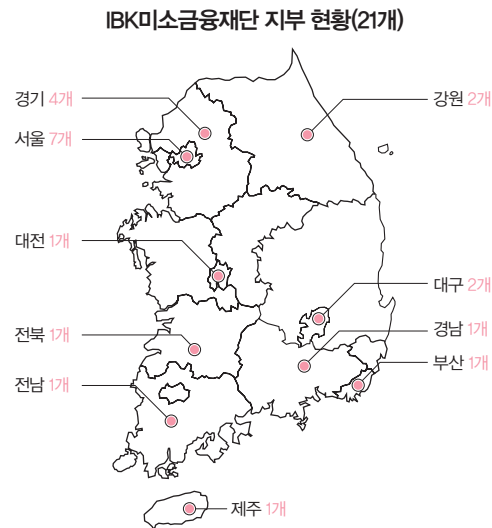 IBK미소금융재단 지부 현황(21개)
경기 4개
강원 2개
서울 7개
대전 1개
대구 2개
전북 1개
경남 1개
부산 1개
전남 1개
제주 1개